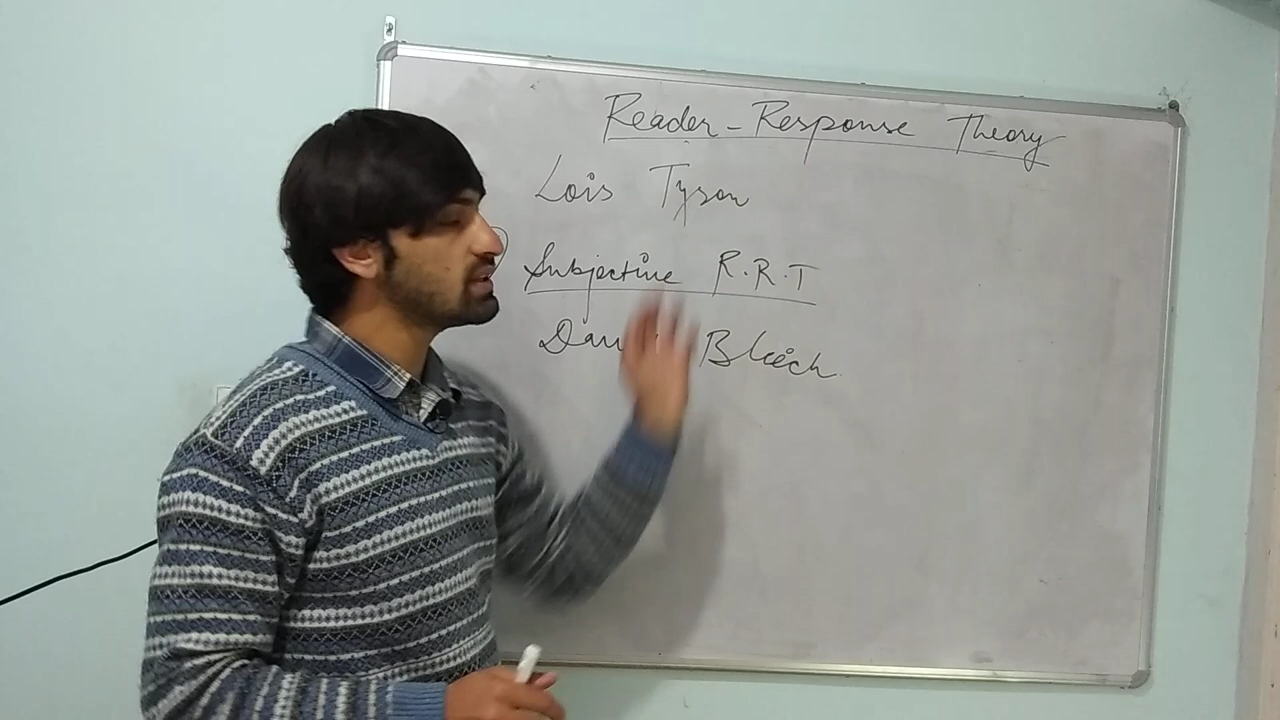 Reader-Response Theory
Lois Tyson
Subjective R.R.T
Bleich